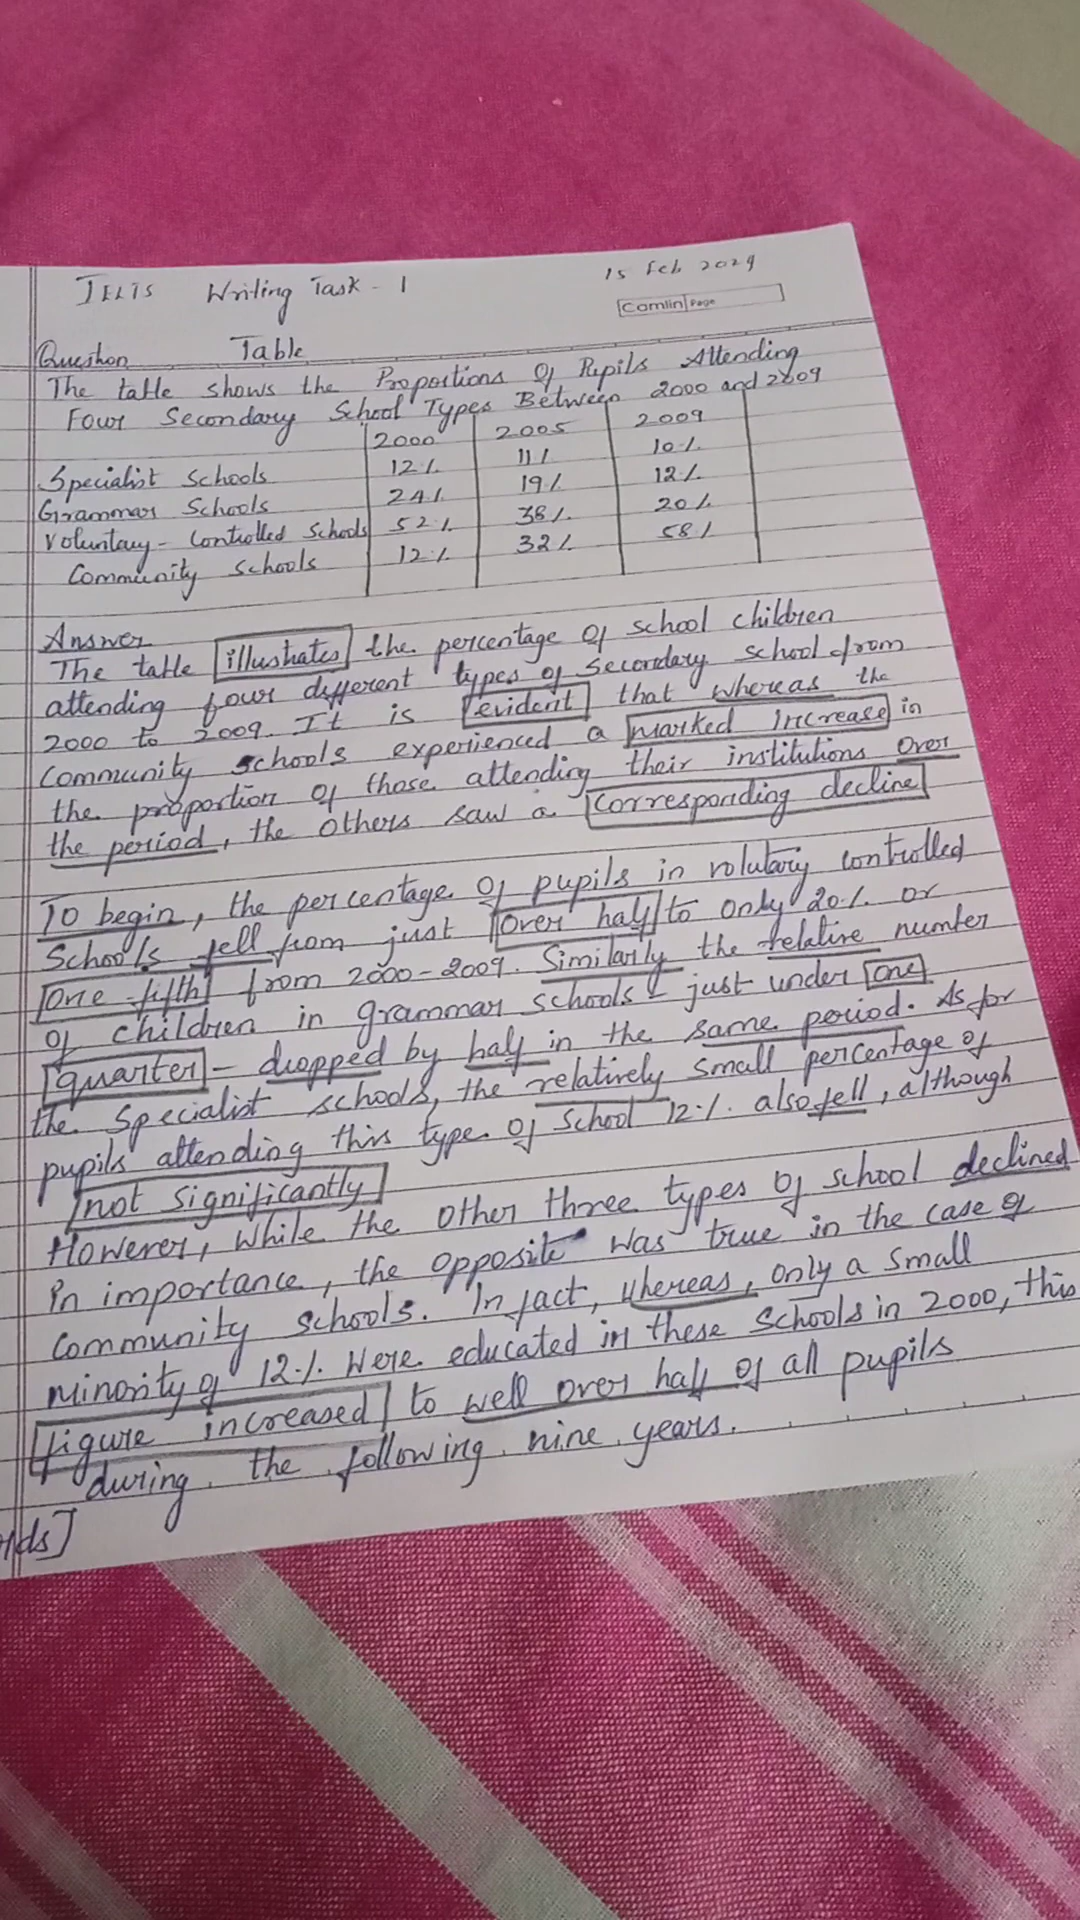 IELTS Writing Task - 1
15 Feb 2024
Camlin Page
Question Table
The table shows the Proportions of Pupils Attending
Four Secondary School Types Between 2000 and 2009
2000 2005 2009
Specialist Schools 12% 11% 10%
Grammar Schools 24% 19% 12%
Voluntary - Controlled Schools 52% 38% 20%
Community Schools 12% 32% 58%
Answer
The table illustrates the percentage of school children
attending four different types of Secondary school from
2000 to 2009. It is evident that whereas the
Community schools experienced a marked increase in
the proportion of those attending their institutions over
the period, the others saw a corresponding decline
To begin, the percentage of pupils in volutary controlled
Schools fell from just over half to only 20% or
One fifth from 2000-2009. Similarly the relative number
of children in grammar schools - just under one
quarter - dropped by half in the same period. As for
the Specialist schools, the relatively small percentage of
pupils attending this type of School 12% also fell, although
not significantly
However, while the other three types of school declined
in importance, the opposite was true in the case of
Community schools. In fact, whereas, only a small
minority of 12% Were educated in these Schools in 2000, this
figure increased to well over half of all pupils
during the following nine years.